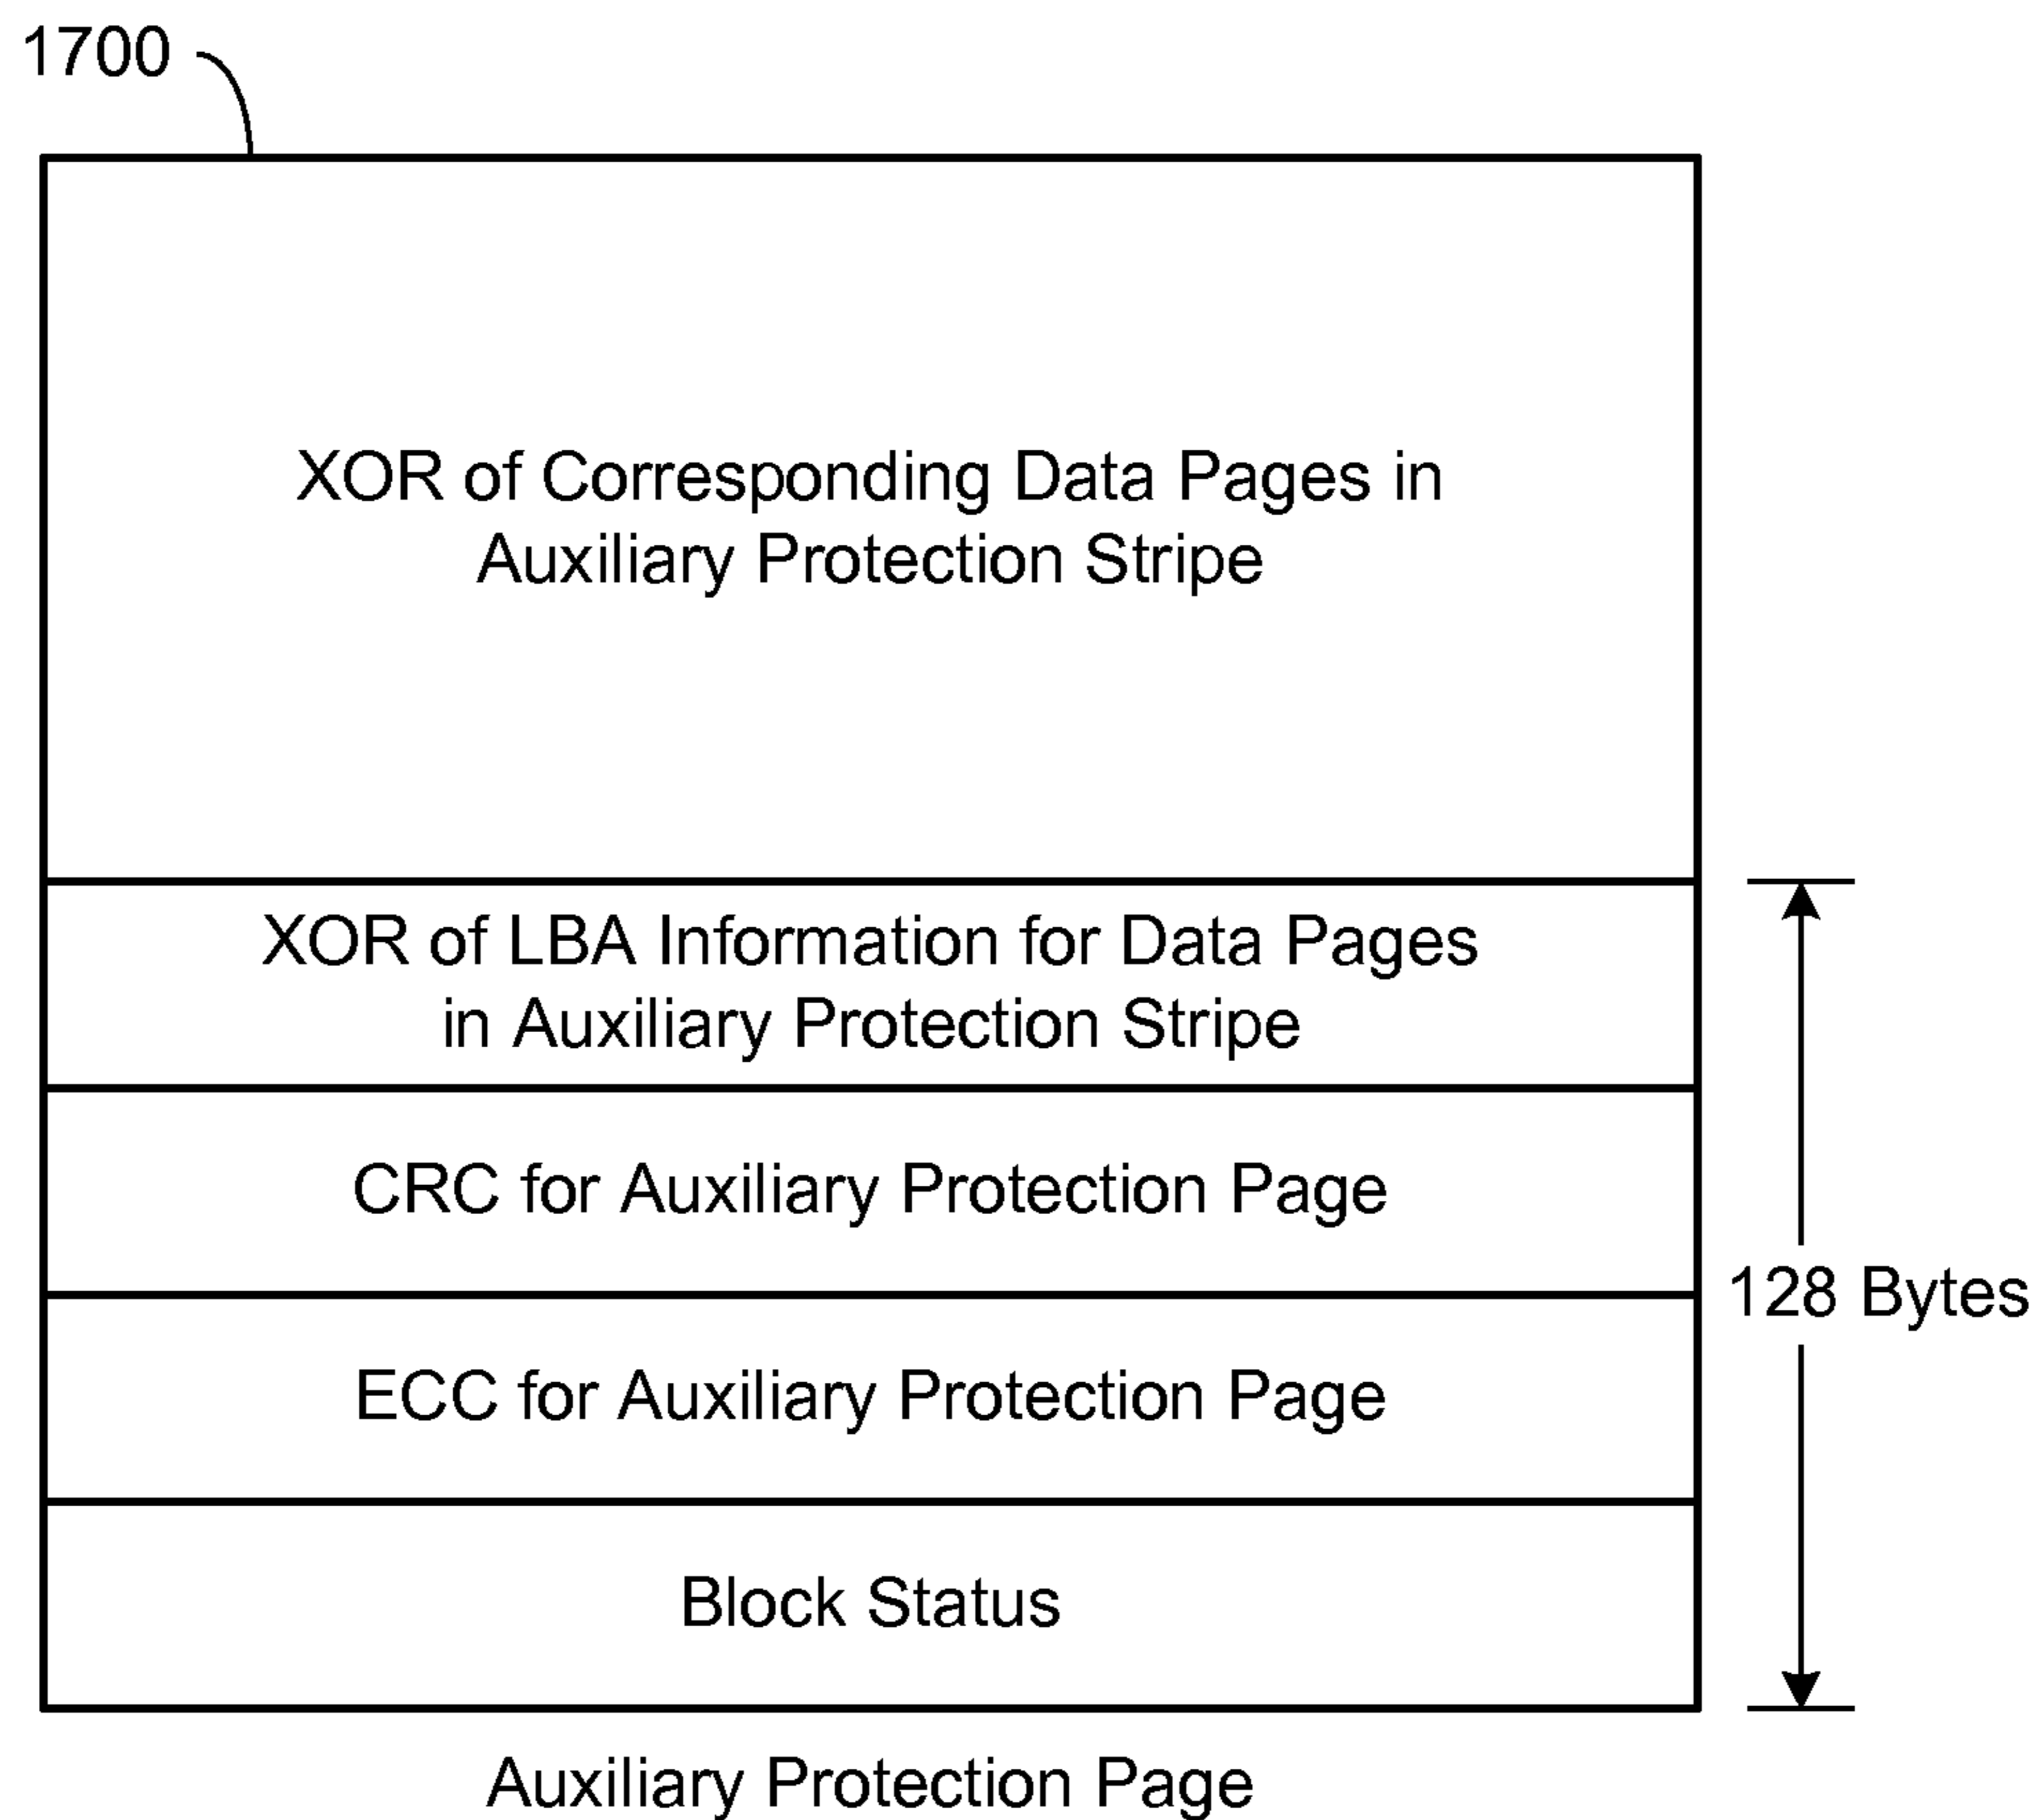 1700
XOR of Corresponding Data Pages in
Auxiliary Protection Stripe
XOR of LBA Information for Data Pages
in Auxiliary Protection Stripe
CRC for Auxiliary Protection Page
128 Bytes
ECC for Auxiliary Protection Page
Block Status
Auxiliary Protection Page